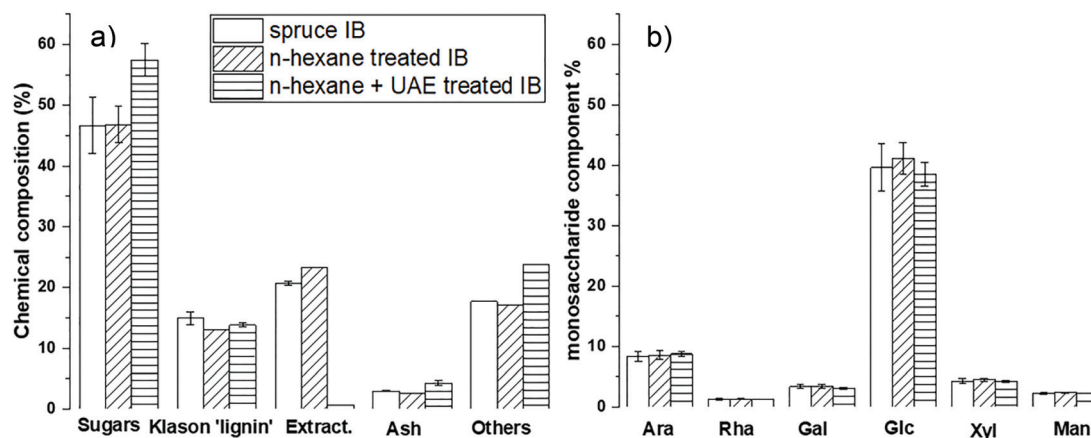 a)
spruce IB
n-hexane treated IB
n-hexane + UAE treated IB
Chemical composition (%)
60
50
40
30
20
10
0
Sugars Klason 'lignin' Extract. Ash Others
b)
monosaccharide component %
60
50
40
30
20
10
0
Ara Rha Gal Glc Xyl Man